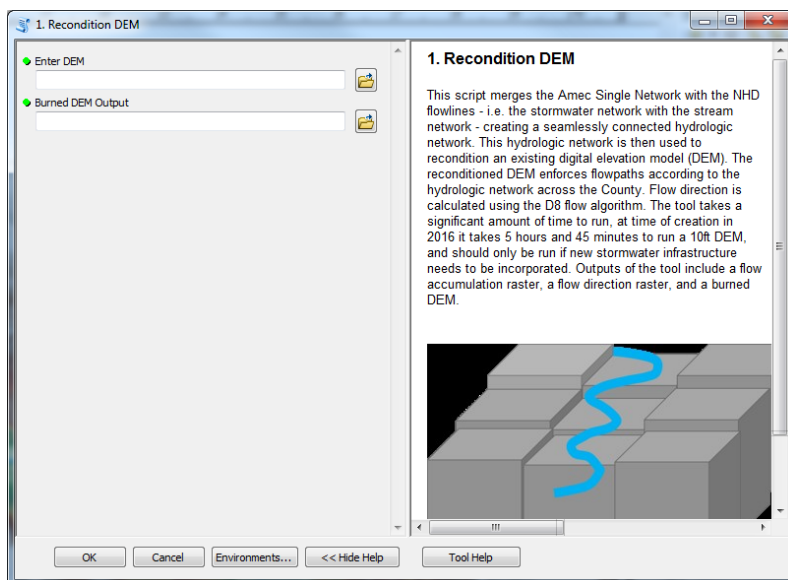 1. Recondition DEM
Enter DEM
Burned DEM Output
1. Recondition DEM
This script merges the Amec Single Network with the NHD
flowlines - i.e. the stormwater network with the stream
network - creating a seamlessly connected hydrologic
network. This hydrologic network is then used to
recondition an existing digital elevation model (DEM). The
reconditioned DEM enforces flowpaths according to the
hydrologic network across the County. Flow direction is
calculated using the D8 flow algorithm. The tool takes a
significant amount of time to run, at time of creation in
2016 it takes 5 hours and 45 minutes to run a 10ft DEM,
and should only be run if new stormwater infrastructure
needs to be incorporated. Outputs of the tool include a flow
accumulation raster, a flow direction raster, and a burned
DEM.
OK
Cancel
Environments...
<< Hide Help
Tool Help